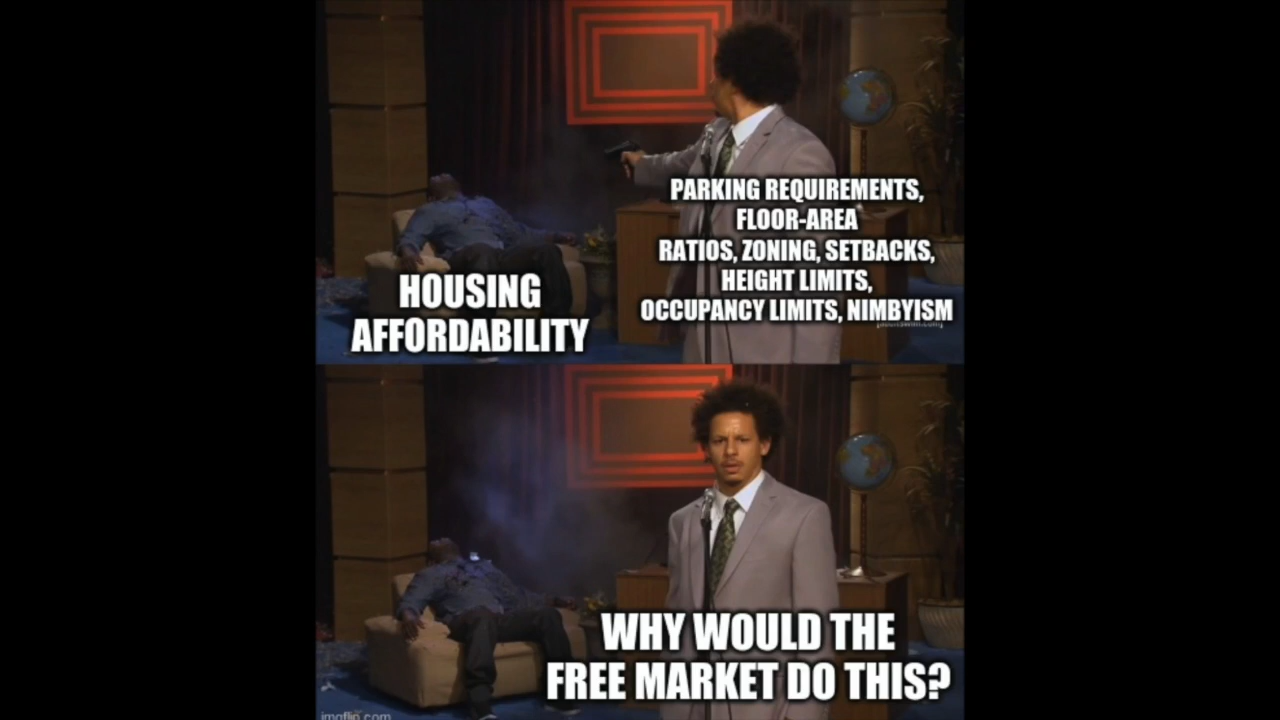 PARKING REQUIREMENTS,
FLOOR-AREA
RATIOS, ZONING, SETBACKS,
HEIGHT LIMITS,
OCCUPANCY LIMITS, NIMBYISM
HOUSING
AFFORDABILITY
WHY WOULD THE
FREE MARKET DO THIS?
imgflip.com